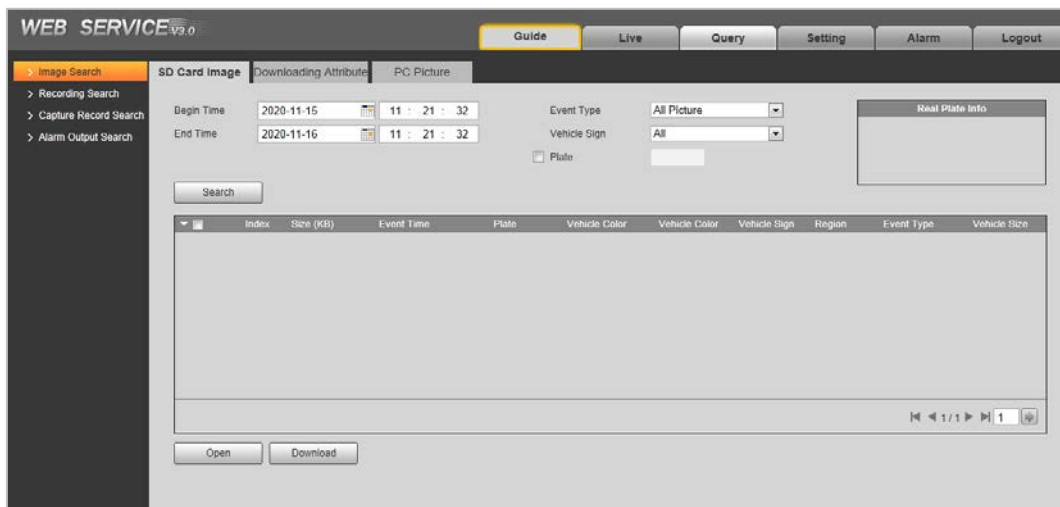 WEB SERVICE V3.0
Guide Live Query Setting Alarm Logout
> Image Search
> Recording Search
> Capture Record Search
> Alarm Output Search
SD Card Image Downloading Attribute PC Picture
Begin Time 2020-11-15 11 : 21 : 32 Event Type All Picture Real Plate Info
End Time 2020-11-16 11 : 21 : 32 Vehicle Sign All
Plate
Search
Index Size (KB) Event Time Plate Vehicle Color Vehicle Color Vehicle Sign Region Event Type Vehicle Size
1 / 1 1
Open Download